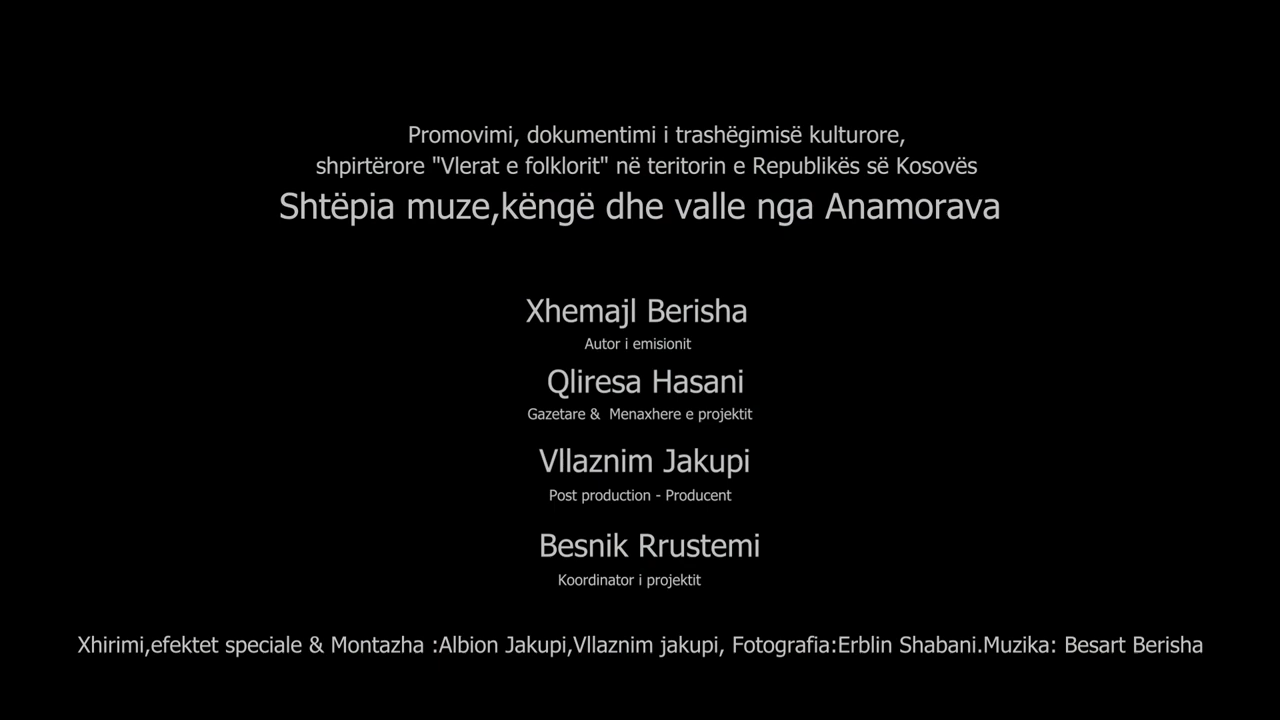 Promovimi, dokumentimi i trashëgimisë kulturore,
shpirtërore "Vlerat e folklorit" në teritorin e Republikës së Kosovës
Shtëpia muze,këngë dhe valle nga Anamorava
Xhemajl Berisha
Autor i emisionit
Qliresa Hasani
Gazetare &  Menaxhere e projektit
Vllaznim Jakupi
Post production - Producent
Besnik Rrustemi
Koordinator i projektit
Xhirimi,efektet speciale & Montazha :Albion Jakupi,Vllaznim jakupi, Fotografia:Erblin Shabani.Muzika: Besart Berisha